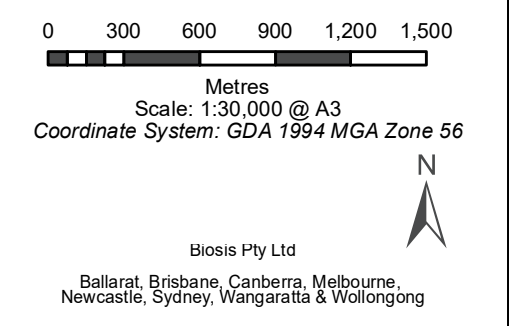 0 300 600 900 1,200 1,500
Metres
Scale: 1:30,000 @ A3
Coordinate System: GDA 1994 MGA Zone 56
N
Biosis Pty Ltd
Ballarat, Brisbane, Canberra, Melbourne,
Newcastle, Sydney, Wangaratta & Wollongong